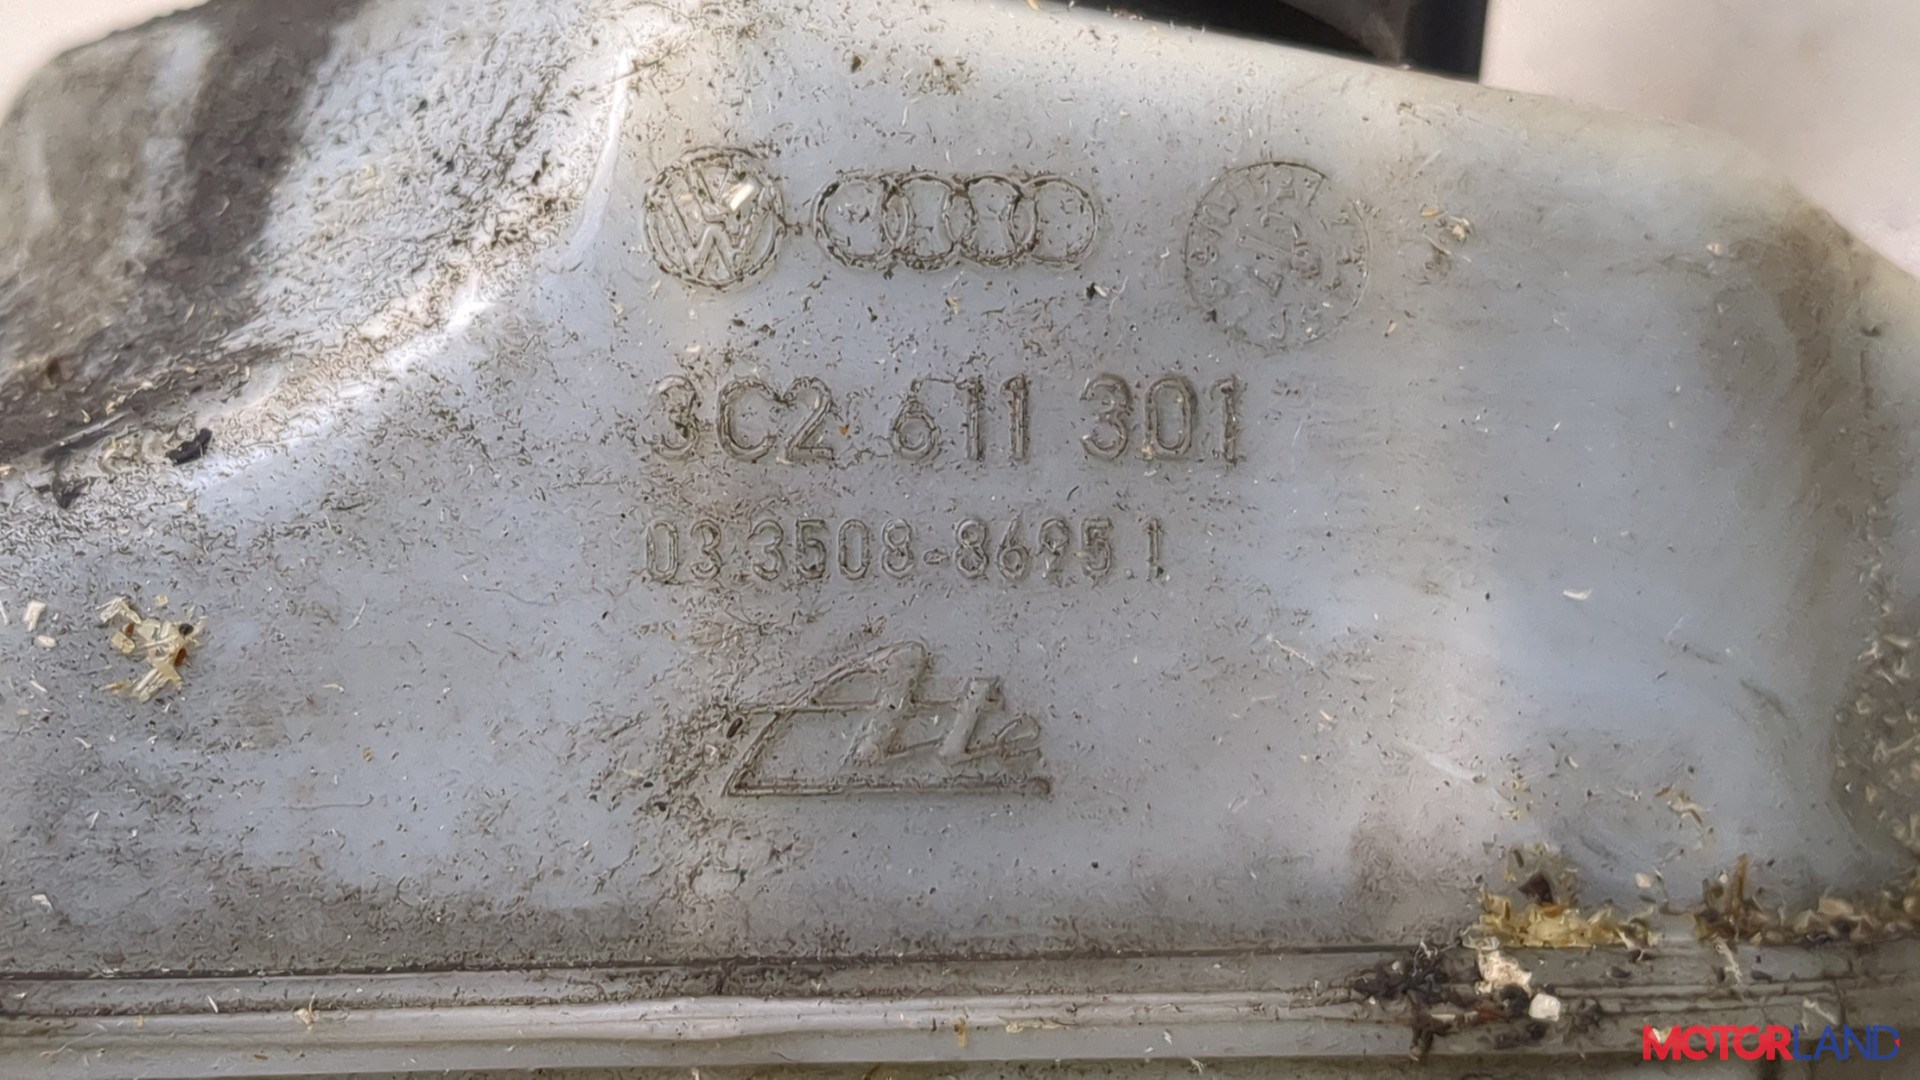 3C2 611 301
03.3508-8695.1
Ate
MOTORLAND